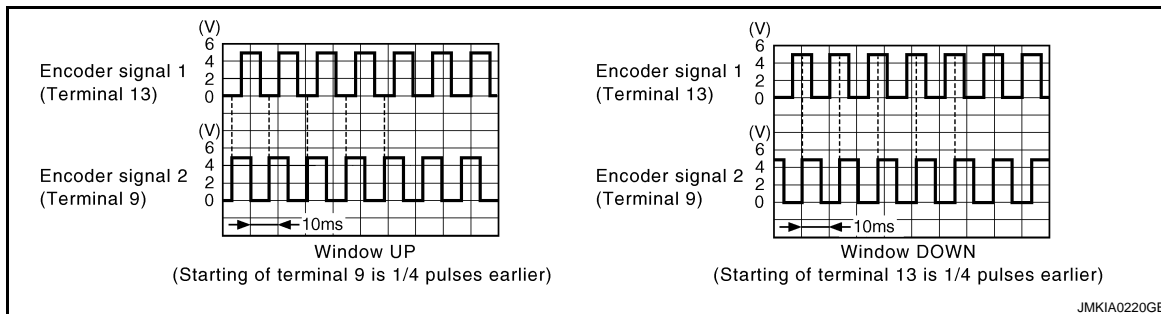 (V)
6
4
2
0
Encoder signal 1
(Terminal 13)
(V)
6
4
2
0
Encoder signal 2
(Terminal 9)
10ms
Window UP
(Starting of terminal 9 is 1/4 pulses earlier)
(V)
6
4
2
0
Encoder signal 1
(Terminal 13)
(V)
6
4
2
0
Encoder signal 2
(Terminal 9)
10ms
Window DOWN
(Starting of terminal 13 is 1/4 pulses earlier)
JMKIA0220GB